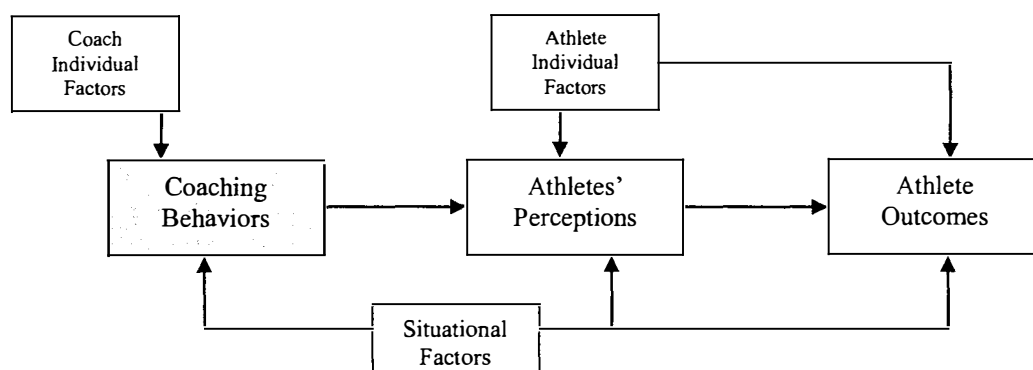 Coach
Individual
Factors
Athlete
Individual
Factors
Coaching
Behaviors
Athletes'
Perceptions
Athlete
Outcomes
Situational
Factors